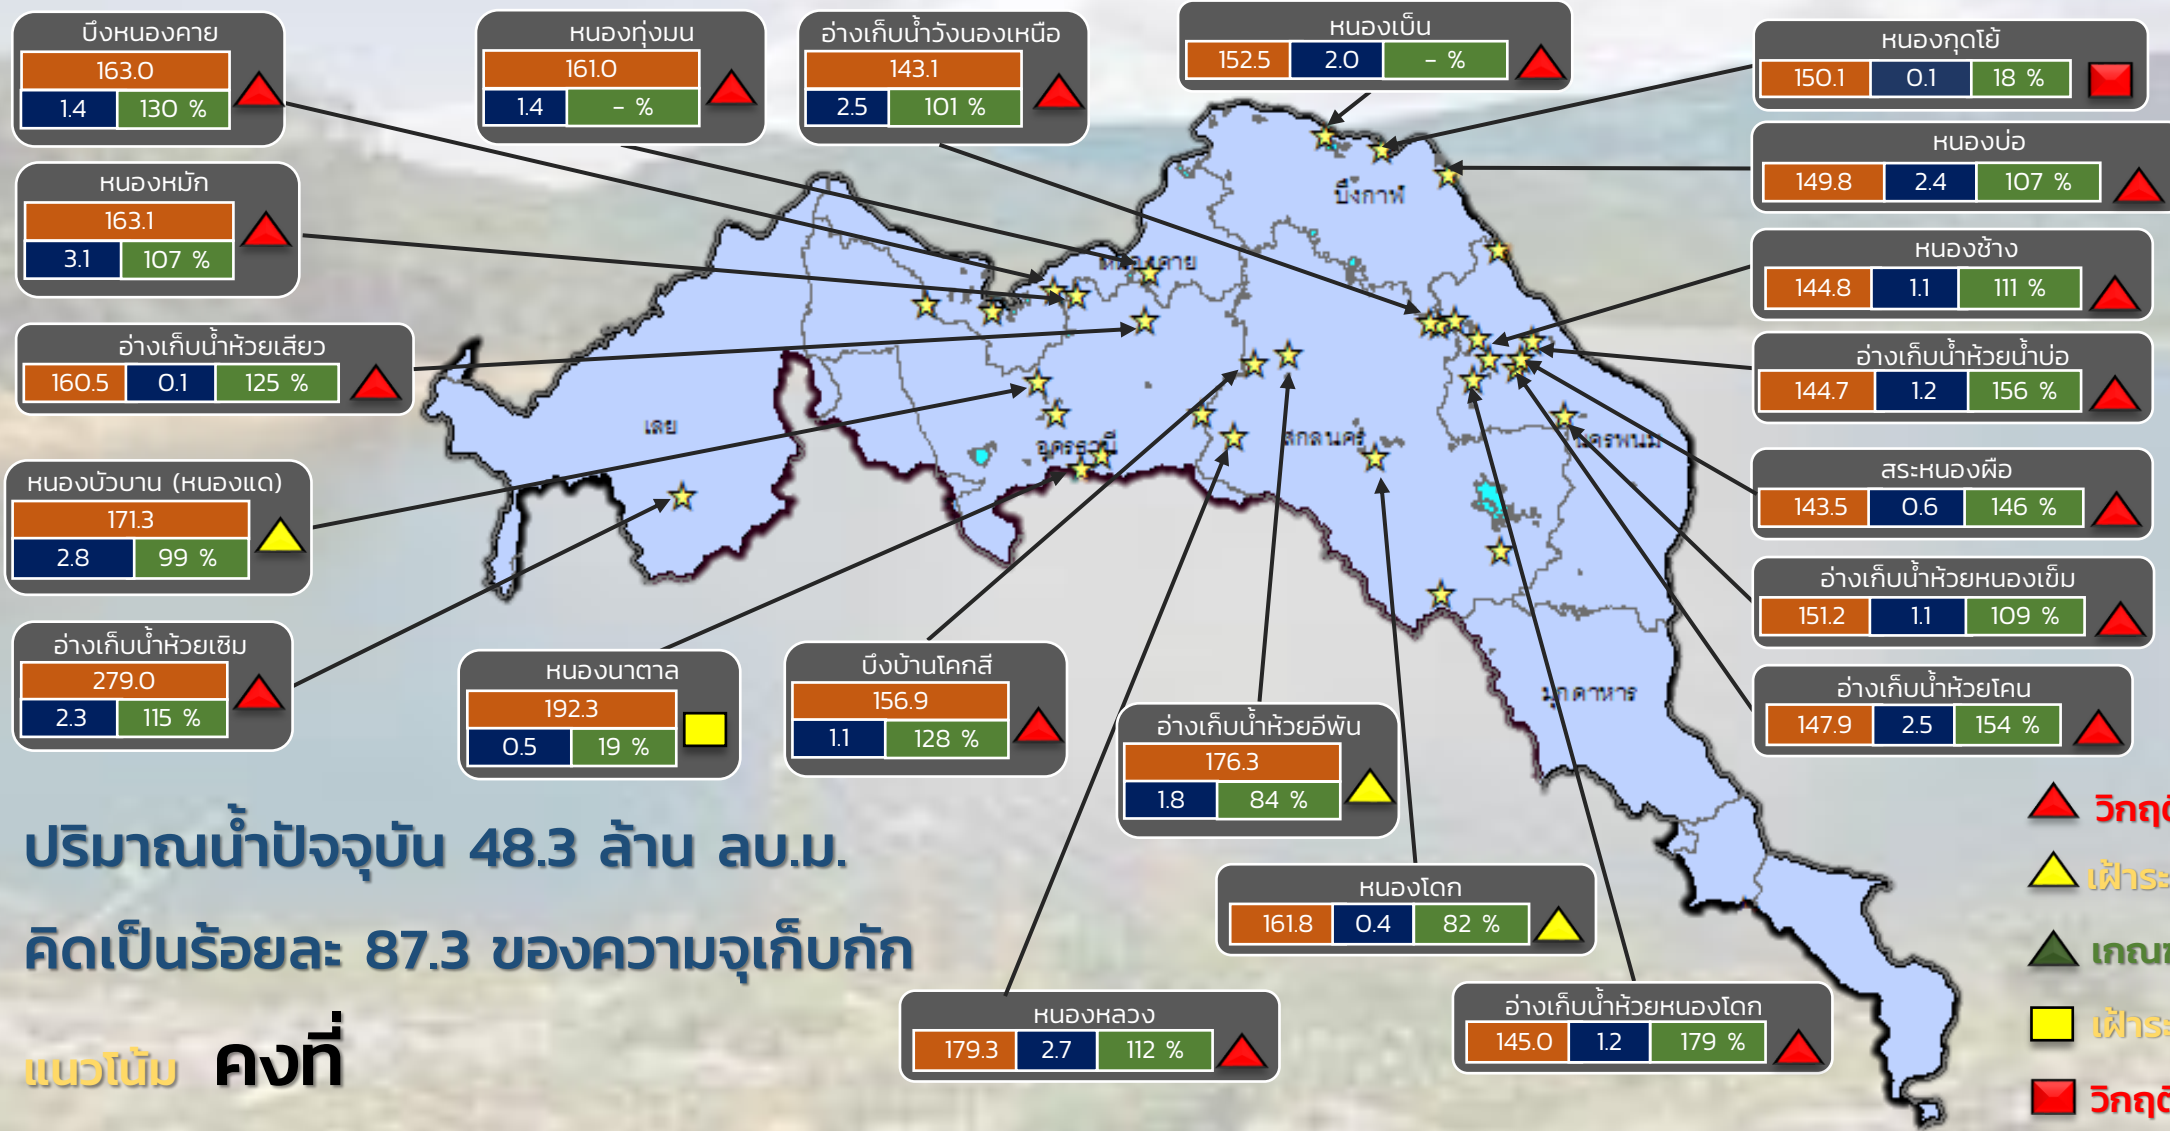 บึงหนองคาย
163.0
1.4 130 %
หนองทุ่งมน
161.0
1.4 - %
อ่างเก็บน้ำวังนองเหนือ
143.1
2.5 101 %
หนองเบ็น
152.5 2.0 - %
หนองกุดโย้
150.1 0.1 18 %
หนองหมัก
163.1
3.1 107 %
หนองบ่อ
149.8 2.4 107 %
หนองช้าง
144.8 1.1 111 %
อ่างเก็บน้ำห้วยเสียว
160.5 0.1 125 %
อ่างเก็บน้ำห้วยน้ำบ่อ
144.7 1.2 156 %
หนองบัวบาน (หนองแด)
171.3
2.8 99 %
สระหนองผือ
143.5 0.6 146 %
อ่างเก็บน้ำห้วยหนองเข็ม
151.2 1.1 109 %
อ่างเก็บน้ำห้วยเซิม
279.0
2.3 115 %
หนองนาตาล
192.3
0.5 19 %
บึงบ้านโคกสี
156.9
1.1 128 %
อ่างเก็บน้ำห้วยอีพัน
176.3
1.8 84 %
อ่างเก็บน้ำห้วยโคน
147.9 2.5 154 %
หนองโดก
161.8 0.4 82 %
หนองหลวง
179.3 2.7 112 %
อ่างเก็บน้ำห้วยหนองโดก
145.0 1.2 179 %
บึงกาฬ
หนองคาย
เลย
อุดรธานี
สกลนคร
นครพนม
มุกดาหาร
ปริมาณน้ำปัจจุบัน 48.3 ล้าน ลบ.ม.
คิดเป็นร้อยละ 87.3 ของความจุเก็บกัก
แนวโน้ม คงที่